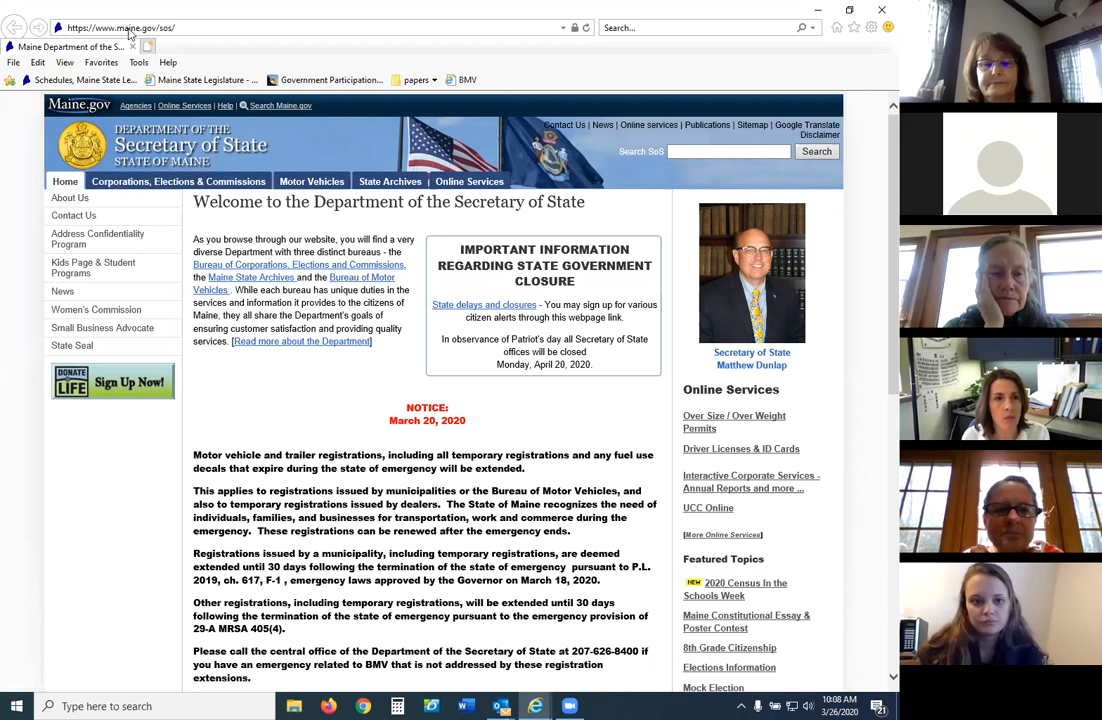 https://www.maine.gov/sos/
Search...
Maine Department of the S...
File Edit View Favorites Tools Help
Schedules, Maine State Le... Maine State Legislature - ... Government Participation... papers BMV
Maine.gov Agencies | Online Services | Help | Search Maine.gov
DEPARTMENT OF THE
Secretary of State
STATE OF MAINE
Contact Us | News | Online services | Publications | Sitemap | Google Translate
Disclaimer
Search SoS Search
Home Corporations, Elections & Commissions Motor Vehicles State Archives Online Services
About Us
Contact Us
Address Confidentiality
Program
Kids Page & Student
Programs
News
Women's Commission
Small Business Advocate
State Seal
DONATE LIFE Sign Up Now!
Welcome to the Department of the Secretary of State
As you browse through our website, you will find a very
diverse Department with three distinct bureaus - the
Bureau of Corporations, Elections and Commissions,
the Maine State Archives and the Bureau of Motor
Vehicles . While each bureau has unique duties in the
services and information it provides to the citizens of
Maine, they all share the Department's goals of
ensuring customer satisfaction and providing quality
services. [Read more about the Department]
IMPORTANT INFORMATION
REGARDING STATE GOVERNMENT
CLOSURE
State delays and closures - You may sign up for various
citizen alerts through this webpage link.
In observance of Patriot's day all Secretary of State
offices will be closed
Monday, April 20, 2020.
NOTICE:
March 20, 2020
Motor vehicle and trailer registrations, including all temporary registrations and any fuel use
decals that expire during the state of emergency will be extended.
This applies to registrations issued by municipalities or the Bureau of Motor Vehicles, and
also to temporary registrations issued by dealers. The State of Maine recognizes the need of
individuals, families, and businesses for transportation, work and commerce during the
emergency. These registrations can be renewed after the emergency ends.
Registrations issued by a municipality, including temporary registrations, are deemed
extended until 30 days following the termination of the state of emergency pursuant to P.L.
2019, ch. 617, F-1 , emergency laws approved by the Governor on March 18, 2020.
Other registrations, including temporary registrations, will be extended until 30 days
following the termination of the state of emergency pursuant to the emergency provision of
29-A MRSA 405(4).
Please call the central office of the Department of the Secretary of State at 207-626-8400 if
you have an emergency related to BMV that is not addressed by these registration
extensions.
Secretary of State
Matthew Dunlap
Online Services
Over Size / Over Weight
Permits
Driver Licenses & ID Cards
Interactive Corporate Services -
Annual Reports and more ...
UCC Online
[More Online Services]
Featured Topics
NEW 2020 Census In the
Schools Week
Maine Constitutional Essay &
Poster Contest
8th Grade Citizenship
Elections Information
Mock Election
Type here to search
10:08 AM
3/26/2020
21